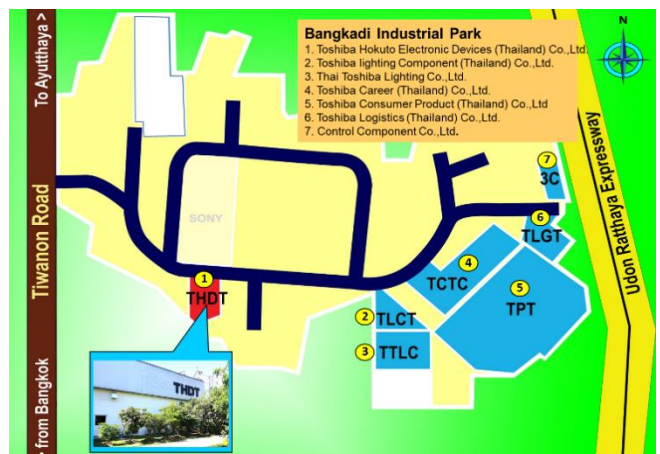 Bangkadi Industrial Park
1. Toshiba Hokuto Electronic Devices (Thailand) Co.,Ltd.
2. Toshiba lighting Component (Thailand) Co.,Ltd.
3. Thai Toshiba Lighting Co.,Ltd.
4. Toshiba Career (Thailand) Co.,Ltd.
5. Toshiba Consumer Product (Thailand) Co.,Ltd
6. Toshiba Logistics (Thailand) Co.,Ltd.
7. Control Component Co.,Ltd.
N
To Ayutthaya >
Tiwanon Road
> from Bangkok
Udon Ratthaya Expressway
SONY
7
3C
6
TLGT
4
TCTC
5
TPT
1
THDT
2
TLCT
3
TTLC
THDT